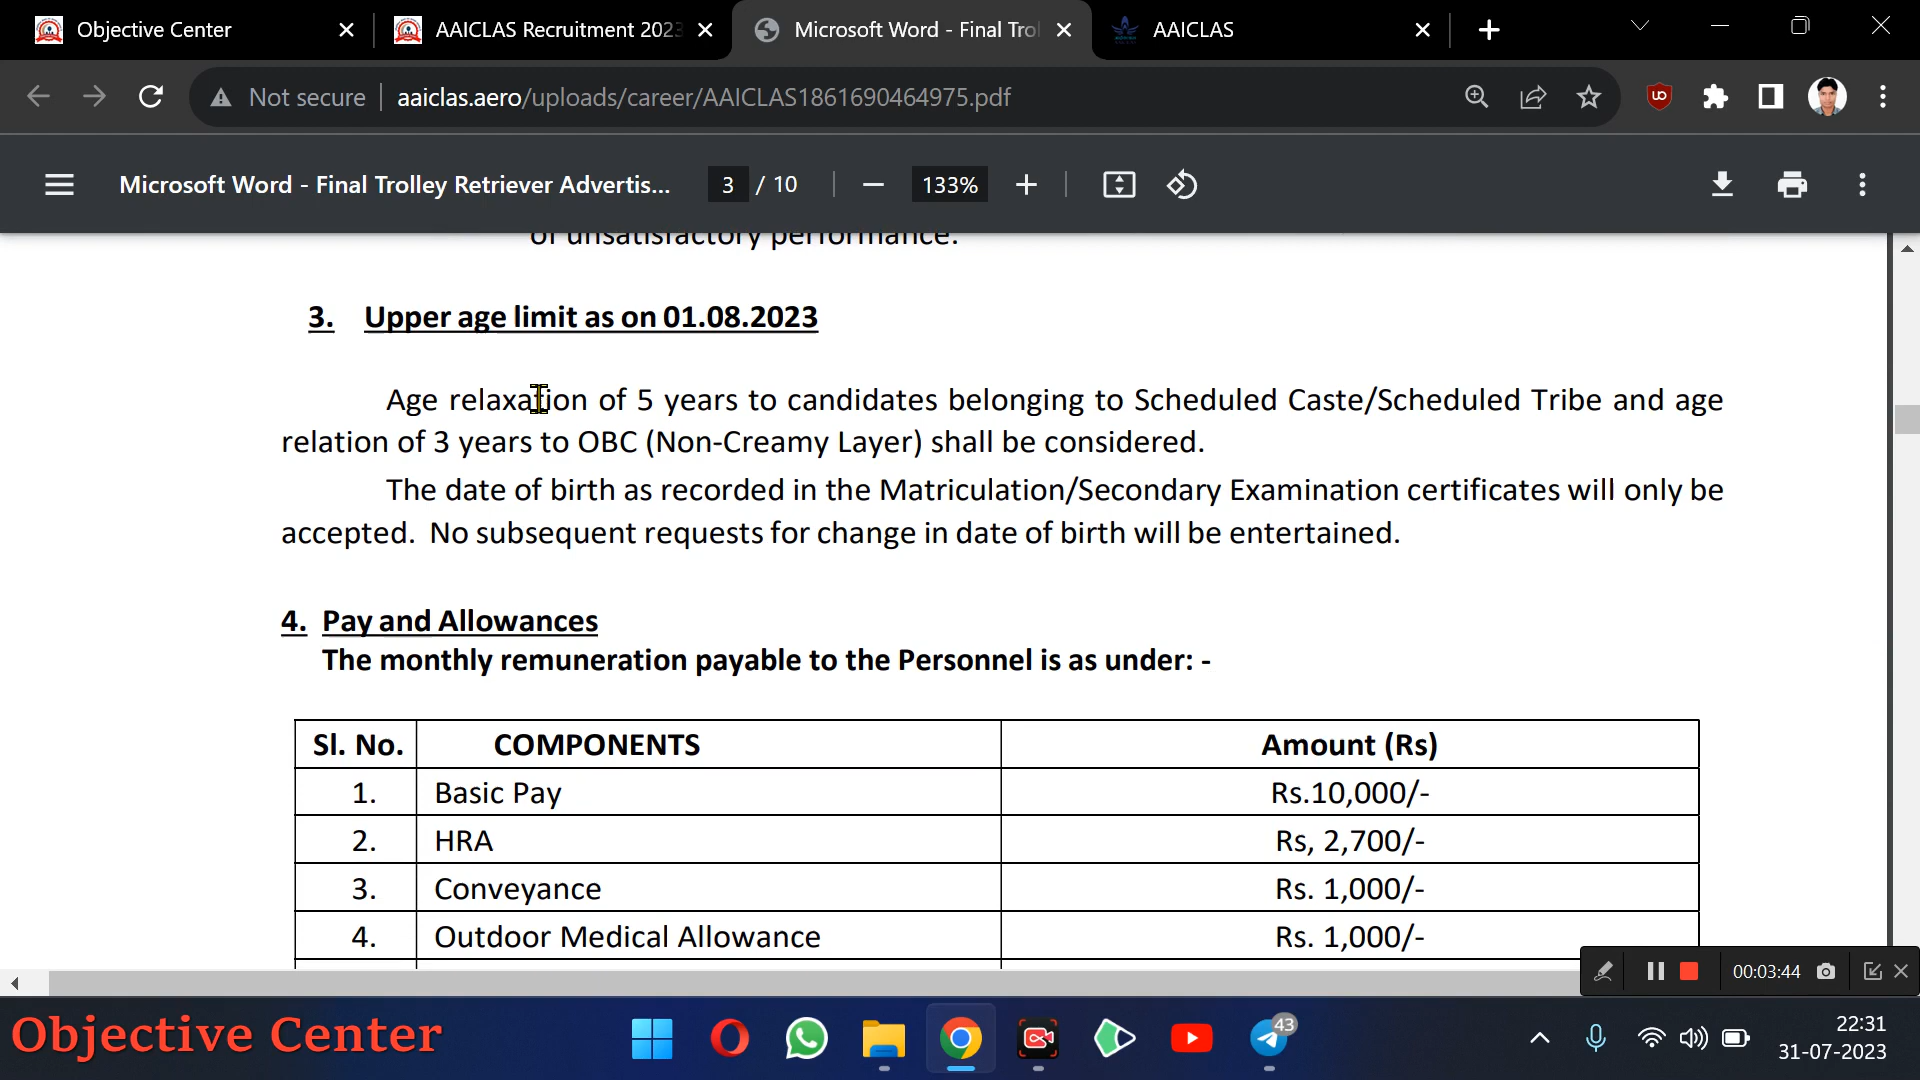 Objective Center
AAICLAS Recruitment 2023
Microsoft Word - Final Trol
AAICLAS
Not secure
aaiclas.aero/uploads/career/AAICLAS1861690464975.pdf
Microsoft Word - Final Trolley Retriever Advertis...
3 / 10
133%
of unsatisfactory performance.
3. Upper age limit as on 01.08.2023
Age relaxation of 5 years to candidates belonging to Scheduled Caste/Scheduled Tribe and age
relation of 3 years to OBC (Non-Creamy Layer) shall be considered.
The date of birth as recorded in the Matriculation/Secondary Examination certificates will only be
accepted. No subsequent requests for change in date of birth will be entertained.
4. Pay and Allowances
The monthly remuneration payable to the Personnel is as under: -
Sl. No. COMPONENTS Amount (Rs)
1. Basic Pay Rs.10,000/-
2. HRA Rs, 2,700/-
3. Conveyance Rs. 1,000/-
4. Outdoor Medical Allowance Rs. 1,000/-
00:03:44
Objective Center
43
22:31
31-07-2023